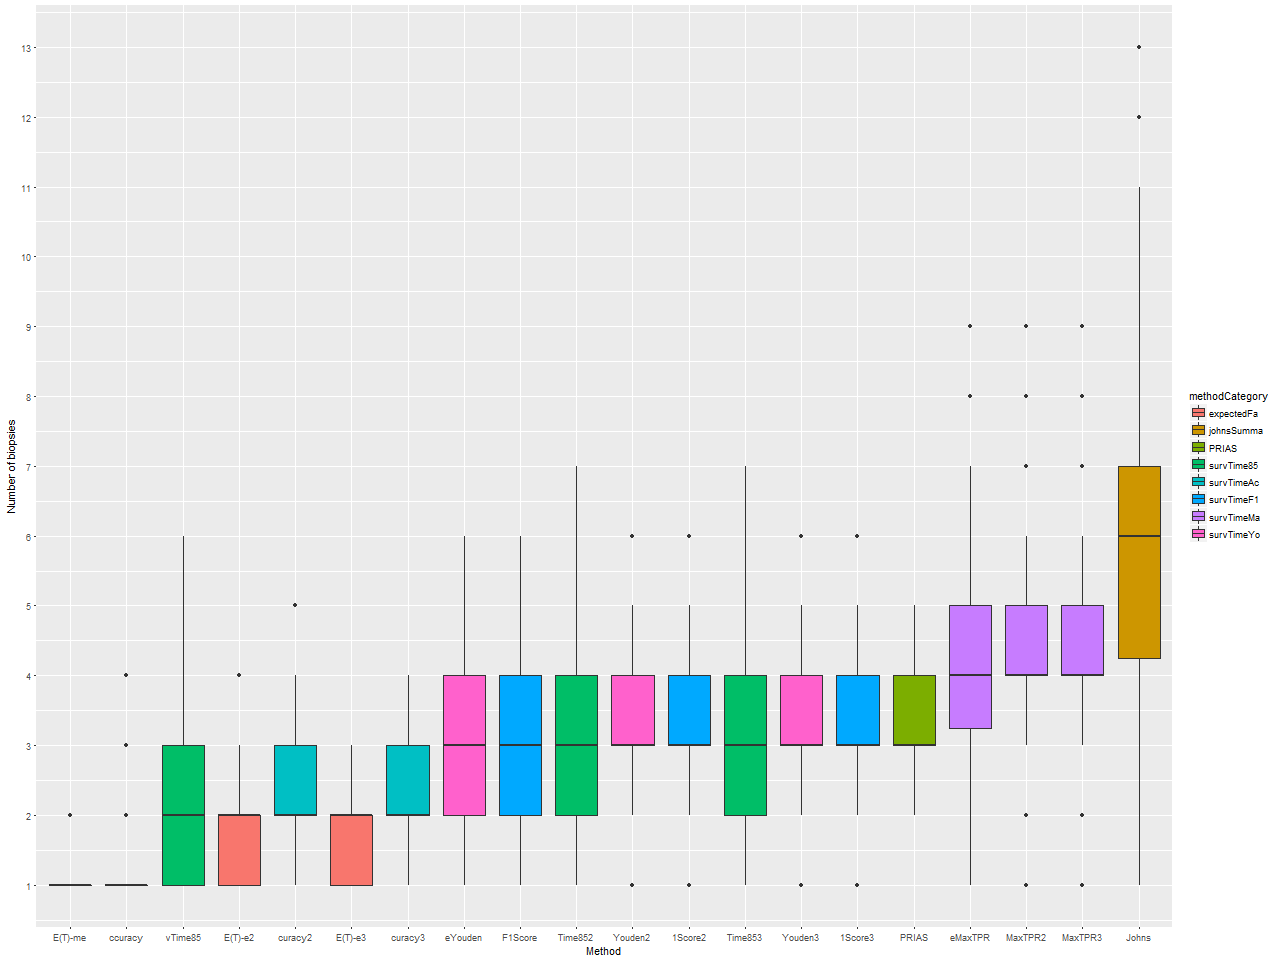 13
12
11
10
9
8
7
6
5
4
3
2
1
Number of biopsies
E(T)-me ccuracy vTime85 E(T)-e2 curacy2 E(T)-e3 curacy3 eYouden F1Score Time852 Youden2 1Score2 Time853 Youden3 1Score3 PRIAS eMaxTPR MaxTPR2 MaxTPR3 Johns
Method
methodCategory
expectedFa
johnsSumma
PRIAS
survTime85
survTimeAc
survTimeF1
survTimeMa
survTimeYo